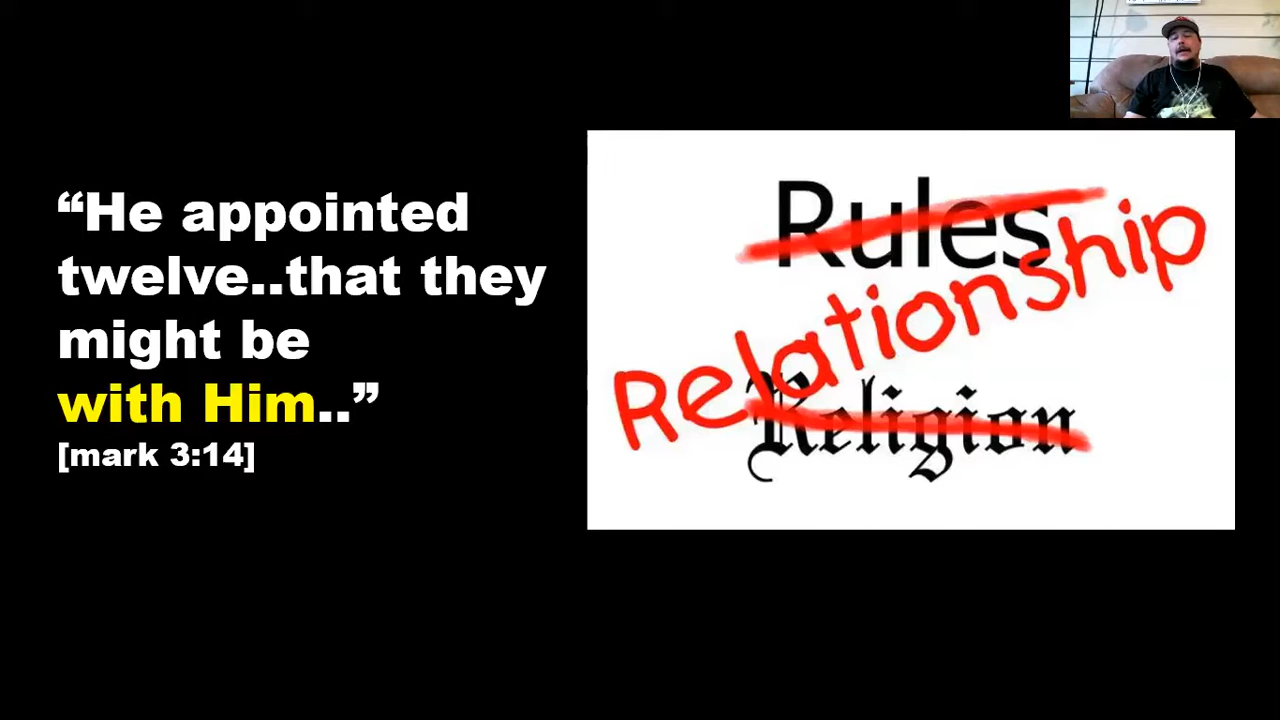 “He appointed
twelve..that they
might be
with Him..”
[mark 3:14]
Rules
Relationship
Religion